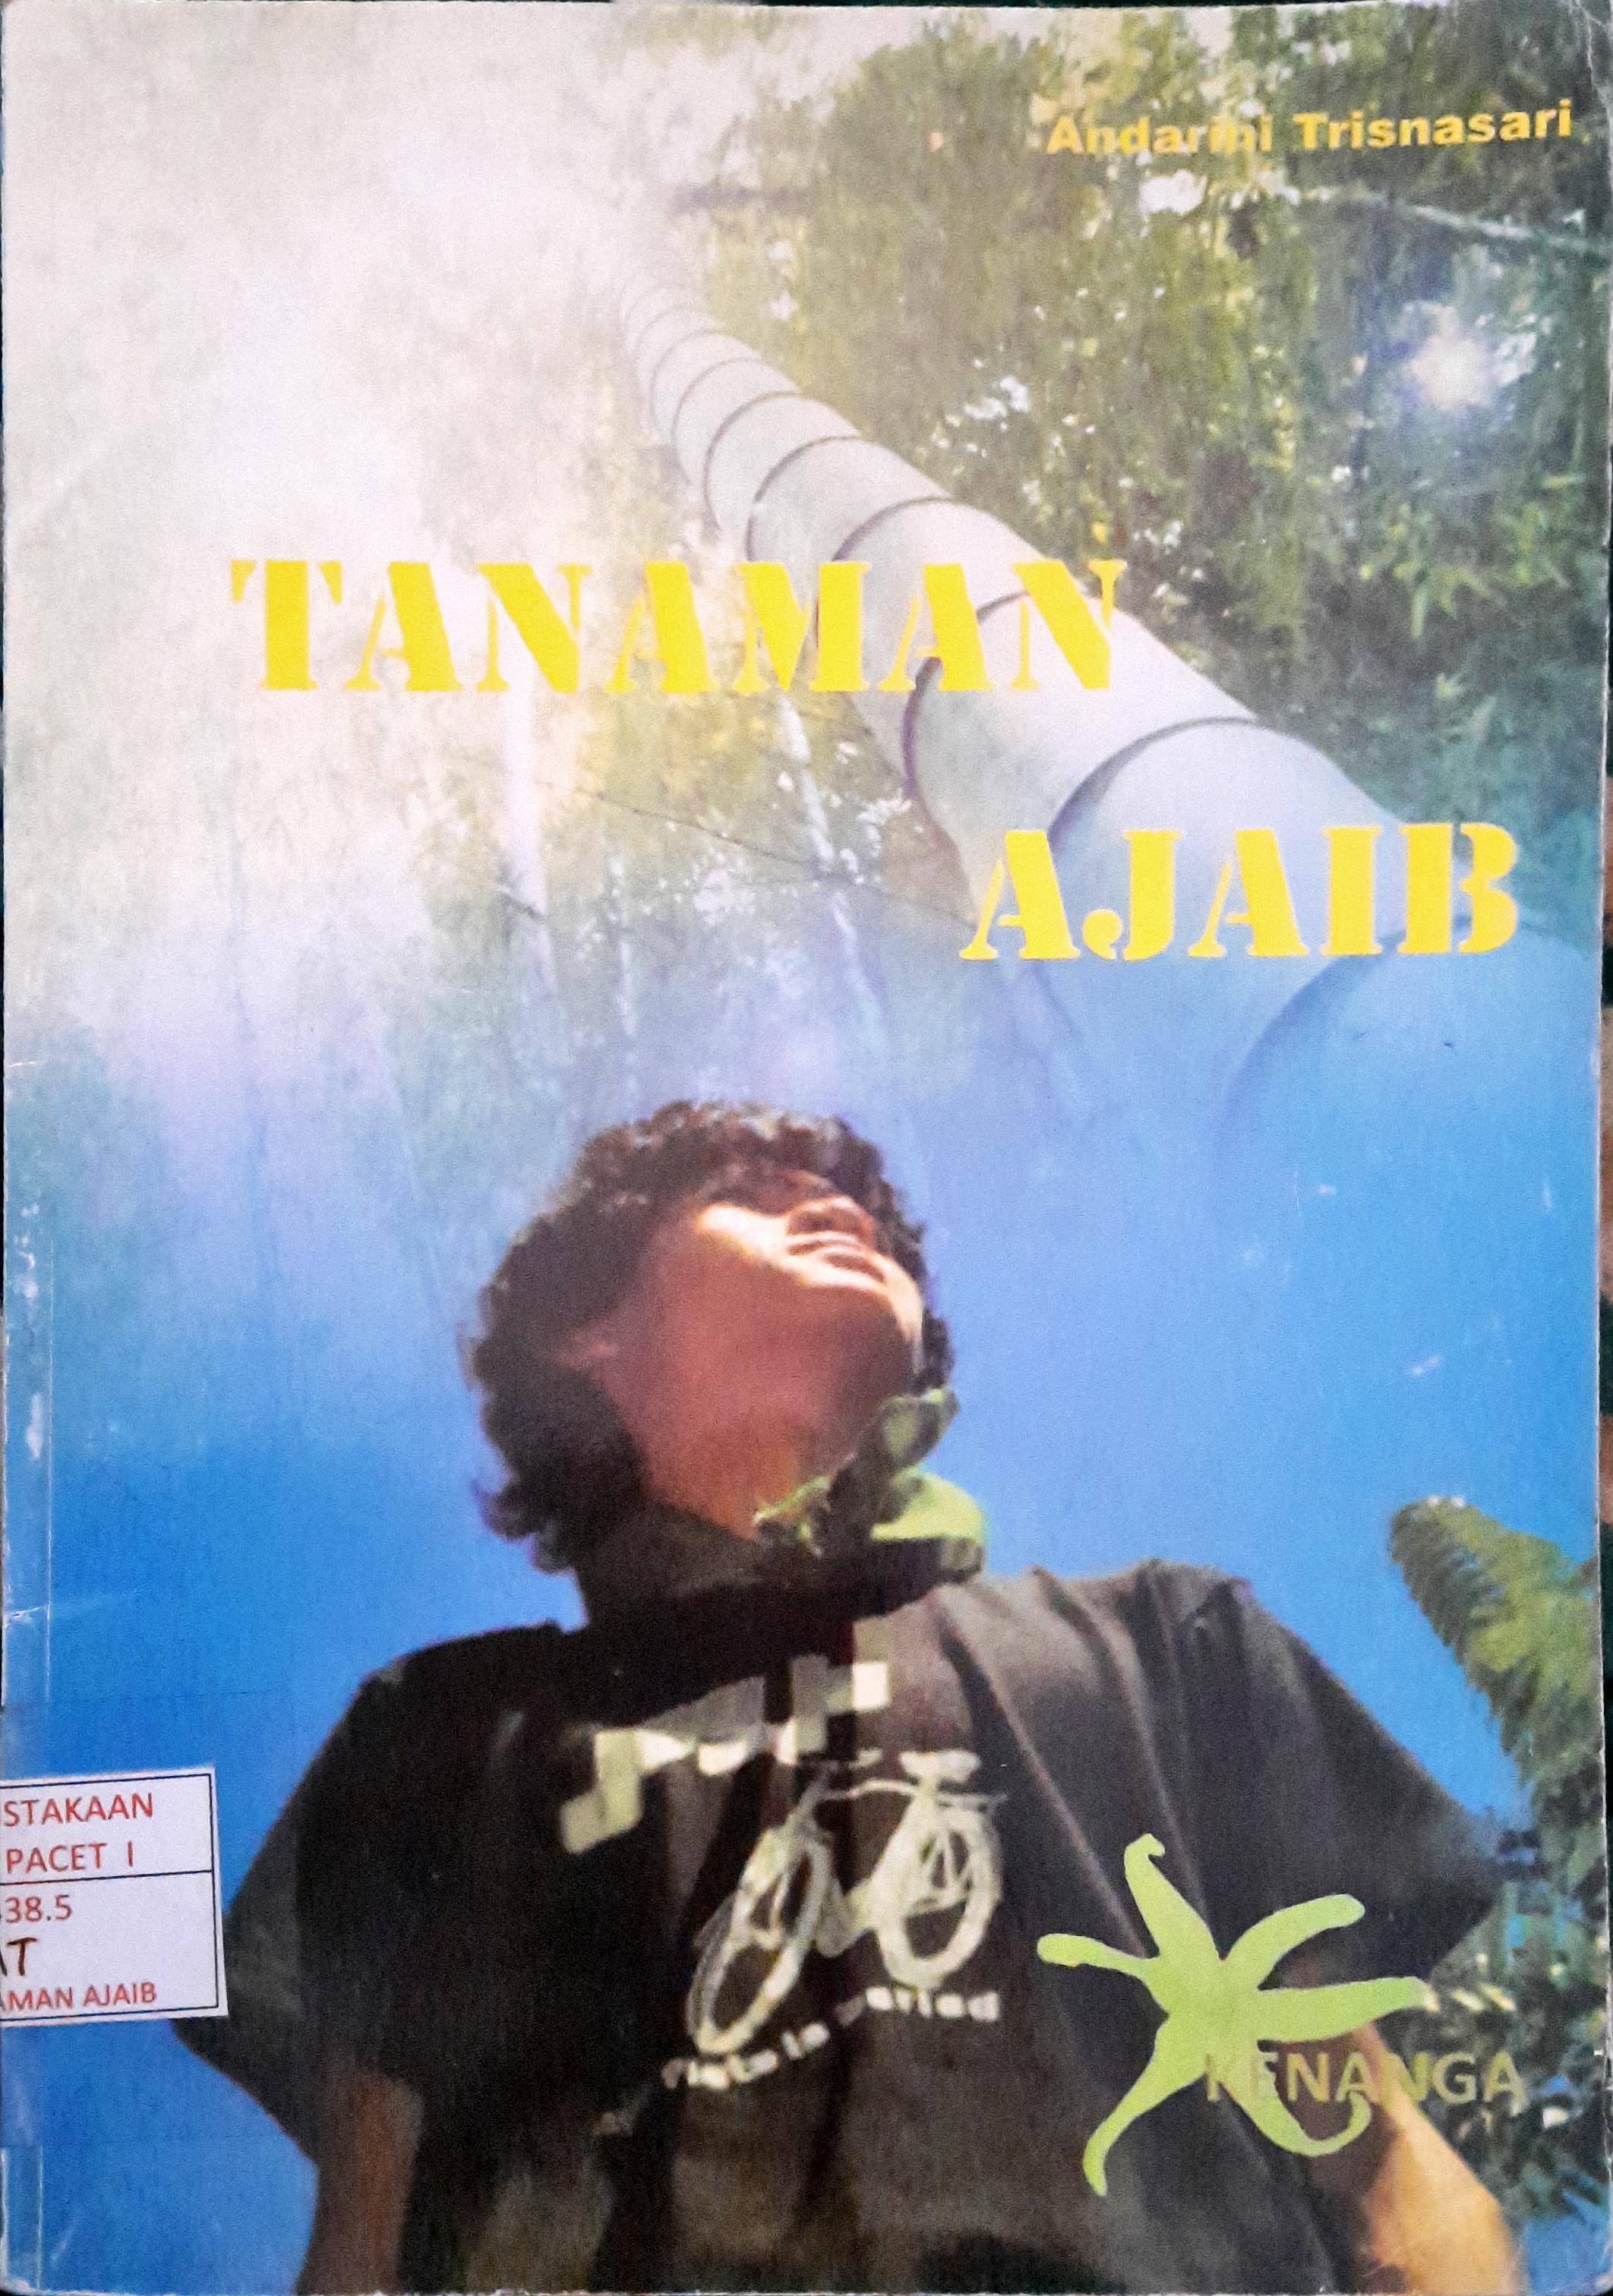 Andarini Trisnasari
TANAMAN
AJAIB
STAKAAN
PACET I
38.5
AT
AMAN AJAIB
KENANGA